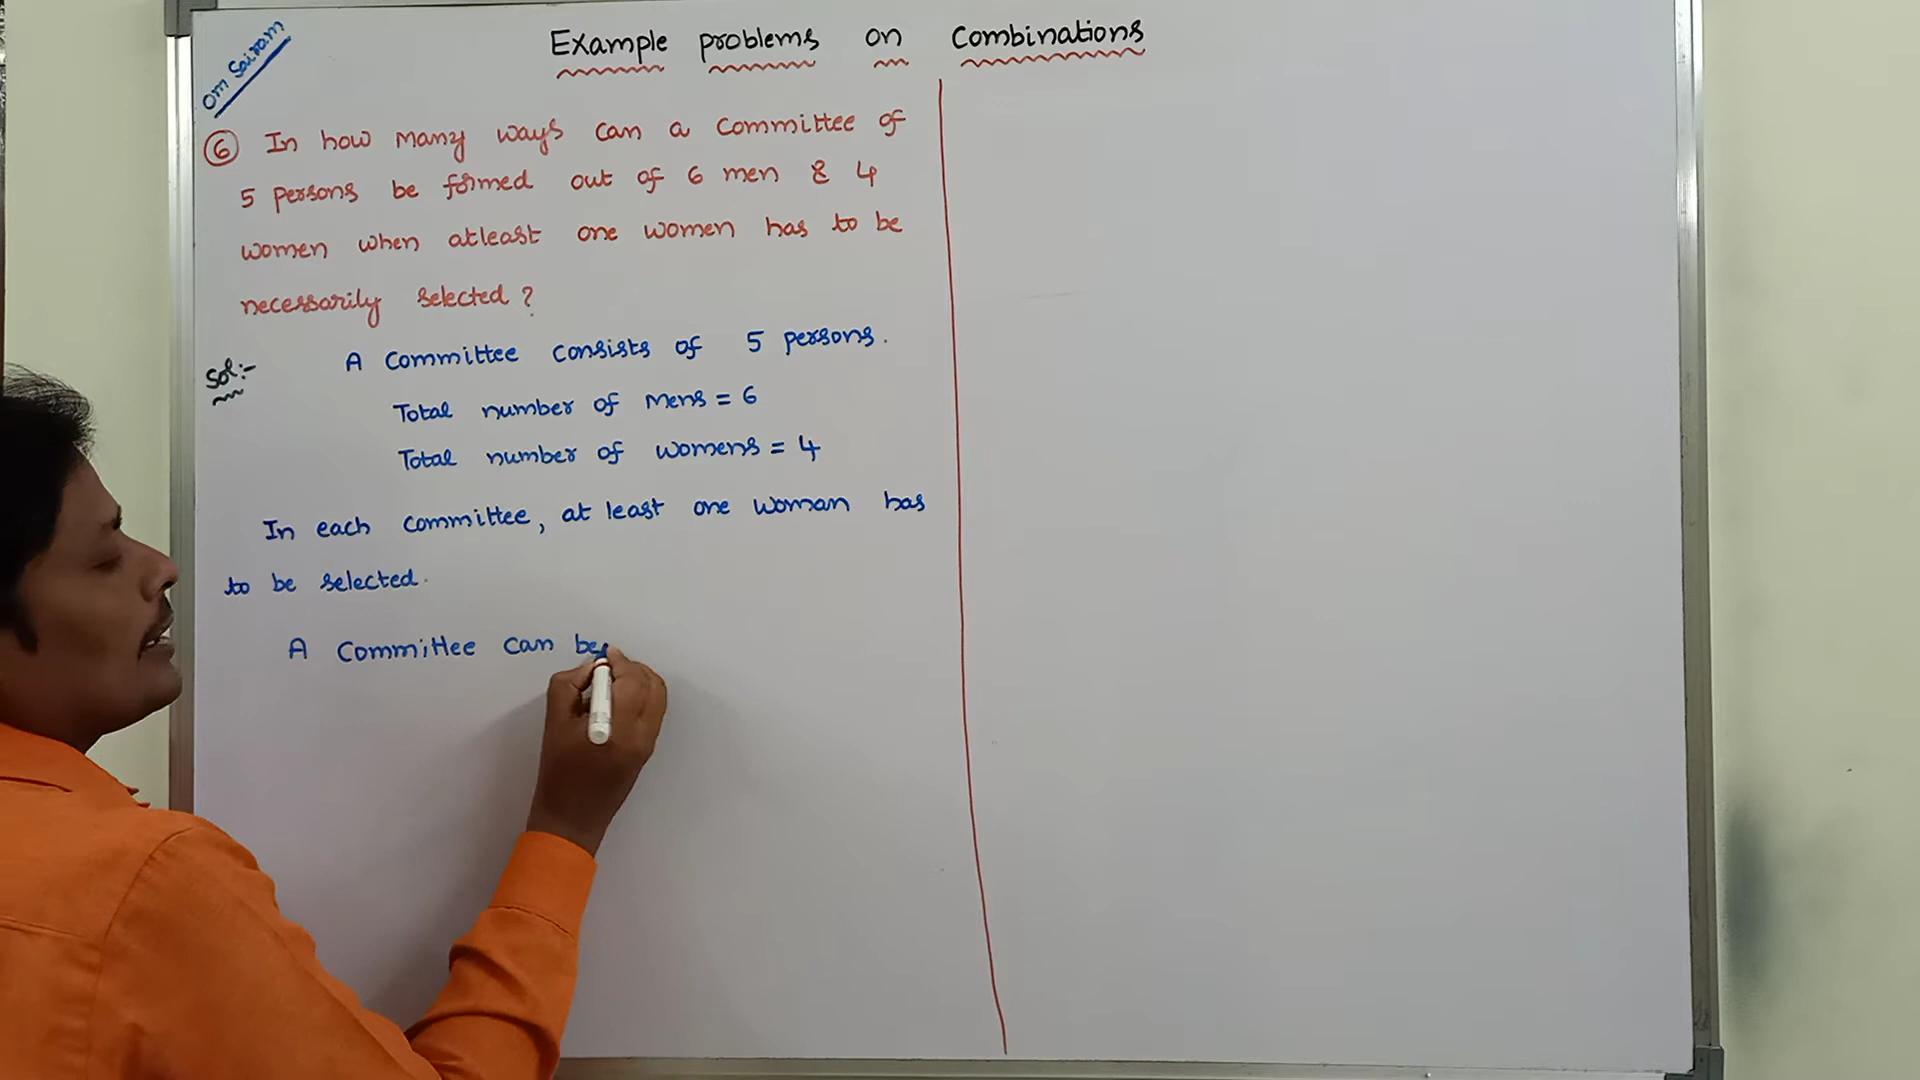 Om Sairam
Example problems on Combinations
6 In how many ways can a committee of
5 persons be formed out of 6 men & 4
women when atleast one women has to be
necessarily selected ?
Sol:-
A committee consists of 5 persons.
Total number of mens = 6
Total number of womens = 4
In each committee, at least one woman has
to be selected.
A committee can be